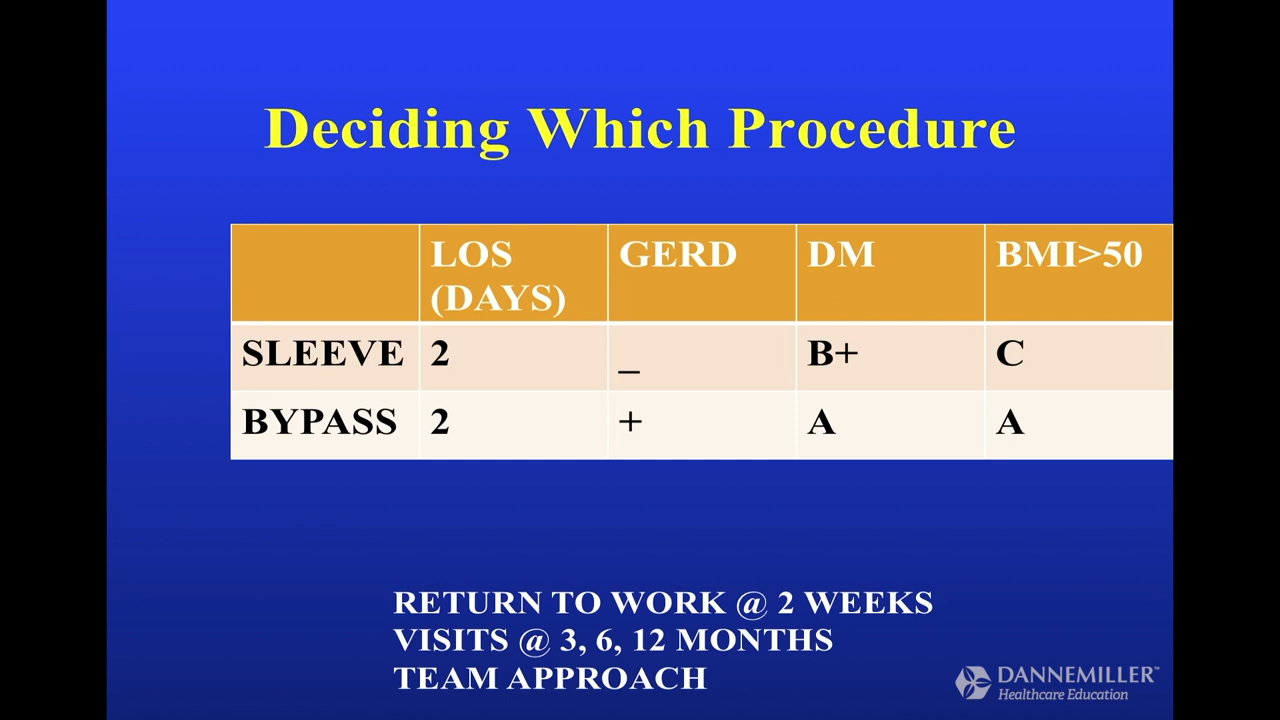 Deciding Which Procedure
LOS (DAYS) GERD DM BMI>50
SLEEVE 2 _ B+ C
BYPASS 2 + A A
RETURN TO WORK @ 2 WEEKS
VISITS @ 3, 6, 12 MONTHS
TEAM APPROACH
DANNEMILLER™
Healthcare Education